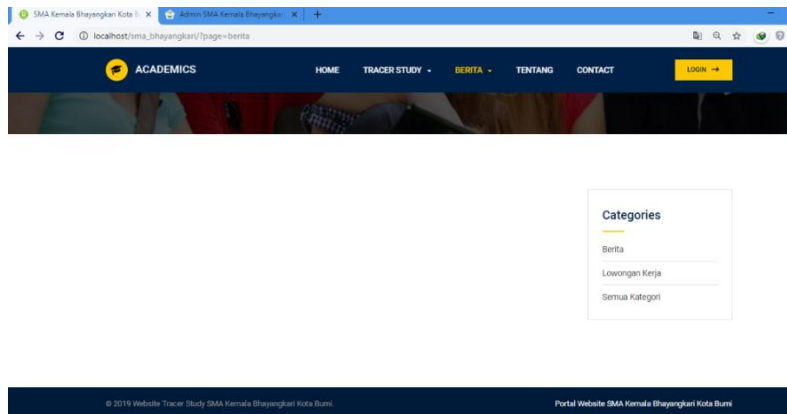 SMA Kemala Bhayangkari Kota B
Admin SMA Kemala Bhayangkar
localhost/sma_bhayangkari/?page=berita
ACADEMICS
HOME
TRACER STUDY
BERITA
TENTANG
CONTACT
LOGIN →
Categories
Berita
Lowongan Kerja
Semua Kategori
© 2019 Website Tracer Study SMA Kemala Bhayangkari Kota Bumi.
Portal Website SMA Kemala Bhayangkari Kota Bumi